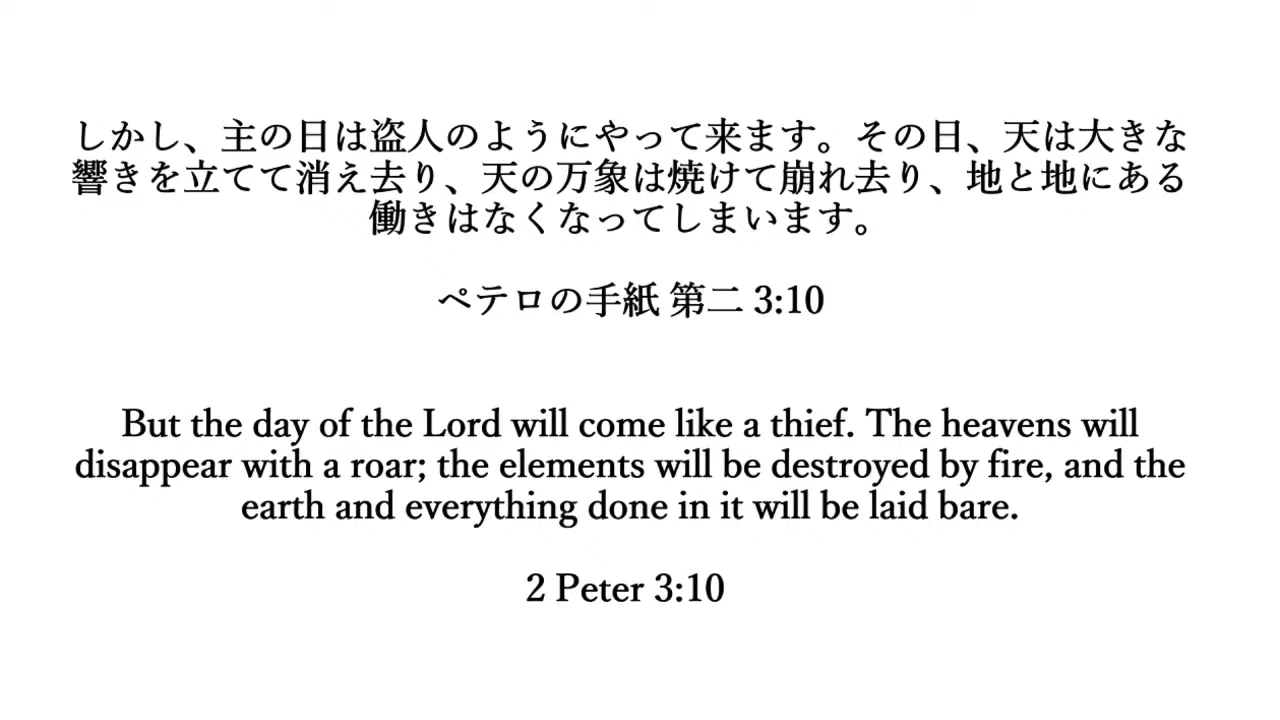 しかし、主の日は盗人のようにやって来ます。その日、天は大きな
響きを立てて消え去り、天の万象は焼けて崩れ去り、地と地にある
働きはなくなってしまいます。
ペテロの手紙 第二 3:10
But the day of the Lord will come like a thief. The heavens will
disappear with a roar; the elements will be destroyed by fire, and the
earth and everything done in it will be laid bare.
2 Peter 3:10